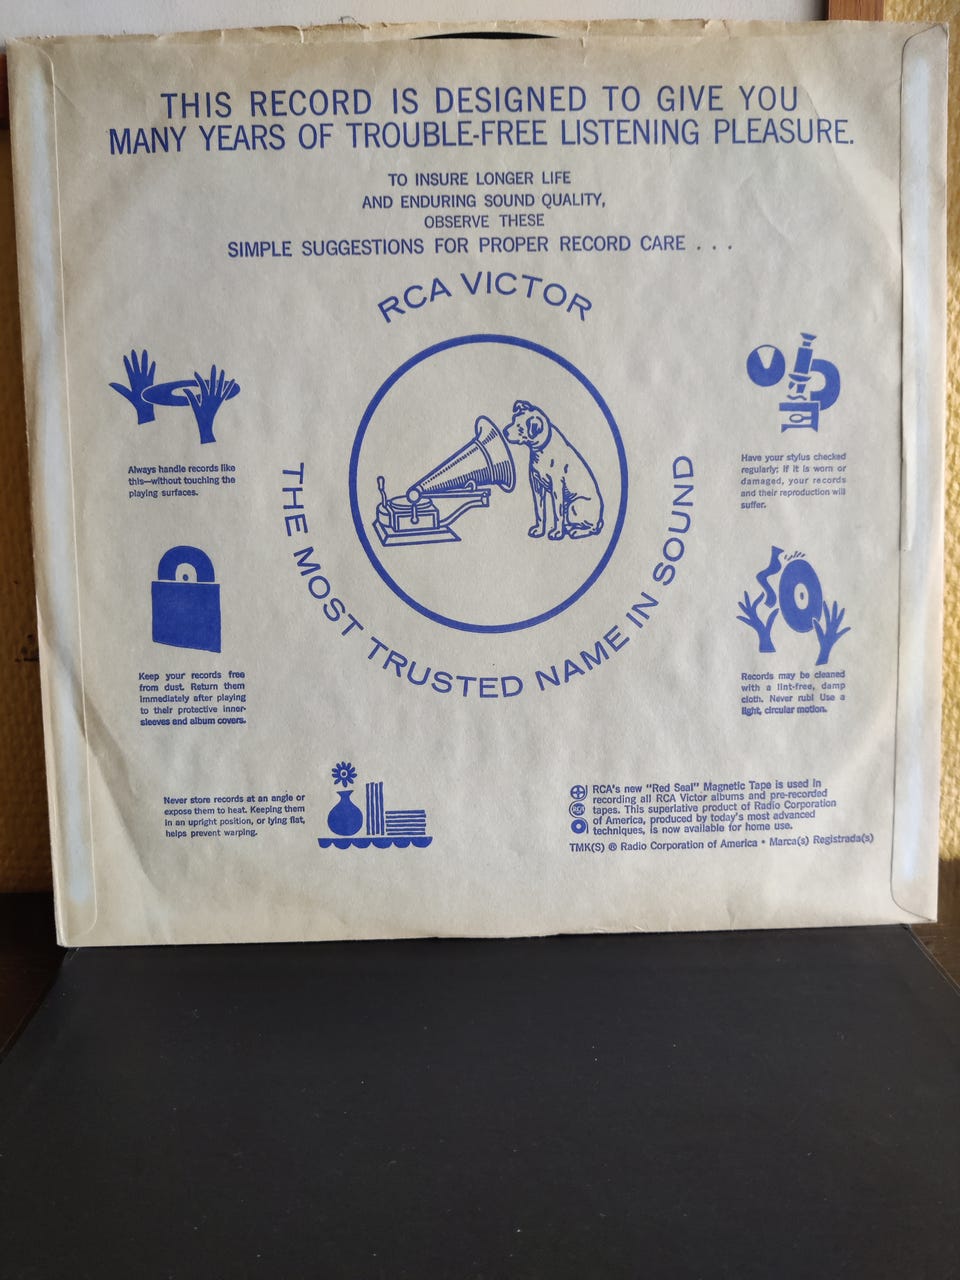 THIS RECORD IS DESIGNED TO GIVE YOU
MANY YEARS OF TROUBLE-FREE LISTENING PLEASURE.
TO INSURE LONGER LIFE
AND ENDURING SOUND QUALITY,
OBSERVE THESE
SIMPLE SUGGESTIONS FOR PROPER RECORD CARE . . .
RCA VICTOR
THE MOST TRUSTED NAME IN SOUND
Always handle records like
this—without touching the
playing surfaces.
Have your stylus checked
regularly; if it is worn or
damaged, your records
and their reproduction will
suffer.
Keep your records free
from dust. Return them
immediately after playing
to their protective inner-
sleeves and album covers.
Records may be cleaned
with a lint-free, damp
cloth. Never rub! Use a
light, circular motion.
Never store records at an angle or
expose them to heat. Keeping them
in an upright position, or lying flat,
helps prevent warping.
RCA's new "Red Seal" Magnetic Tape is used in
recording all RCA Victor albums and pre-recorded
RCA tapes. This superlative product of Radio Corporation
of America, produced by today's most advanced
techniques, is now available for home use.
TMK(S) ® Radio Corporation of America • Marca(s) Registrada(s)